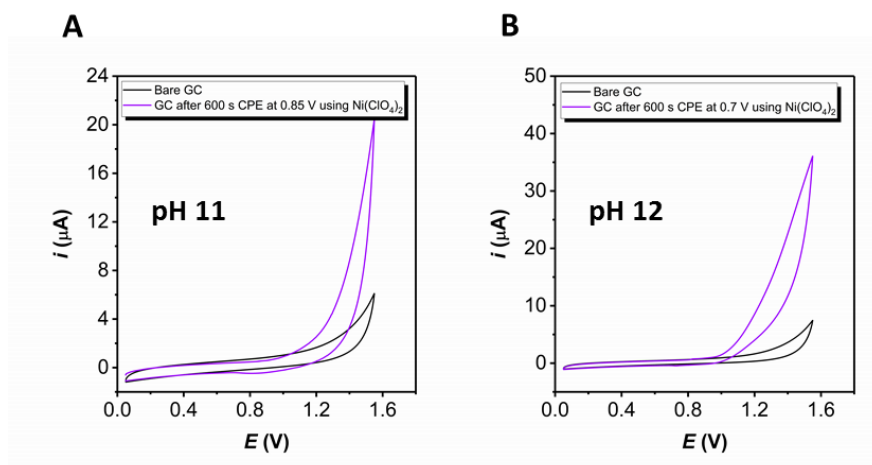 A
B
Bare GC
GC after 600 s CPE at 0.85 V using Ni(ClO₄)₂
Bare GC
GC after 600 s CPE at 0.7 V using Ni(ClO₄)₂
pH 11
pH 12
i (μA)
24
20
16
12
8
4
0
0.0
0.4
0.8
1.2
1.6
E (V)
i (μA)
50
40
30
20
10
0
0.0
0.4
0.8
1.2
1.6
E (V)